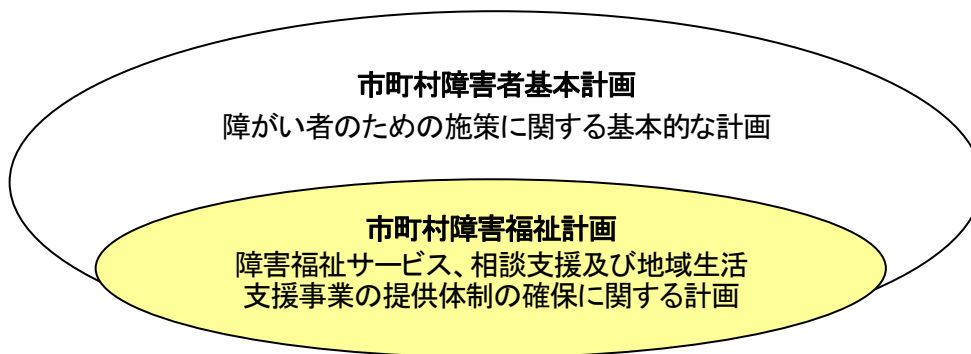 市町村障害者基本計画
障がい者のための施策に関する基本的な計画
市町村障害福祉計画
障害福祉サービス、相談支援及び地域生活
支援事業の提供体制の確保に関する計画